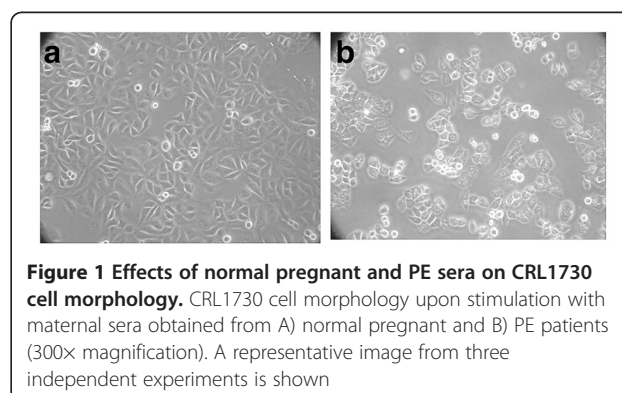 a b
Figure 1 Effects of normal pregnant and PE sera on CRL1730
cell morphology. CRL1730 cell morphology upon stimulation with
maternal sera obtained from A) normal pregnant and B) PE patients
(300× magnification). A representative image from three
independent experiments is shown